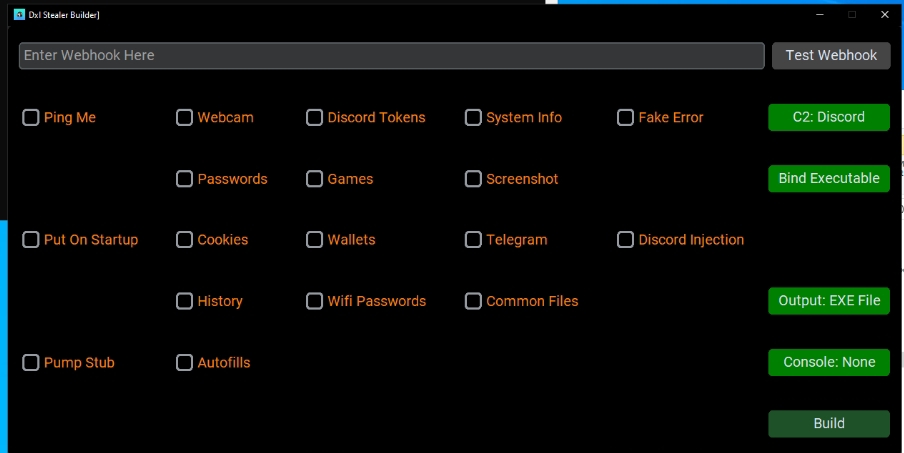 Dxl Stealer Builder]
Enter Webhook Here Test Webhook
Ping Me Webcam Discord Tokens System Info Fake Error C2: Discord
Passwords Games Screenshot Bind Executable
Put On Startup Cookies Wallets Telegram Discord Injection
History Wifi Passwords Common Files Output: EXE File
Pump Stub Autofills Console: None
Build